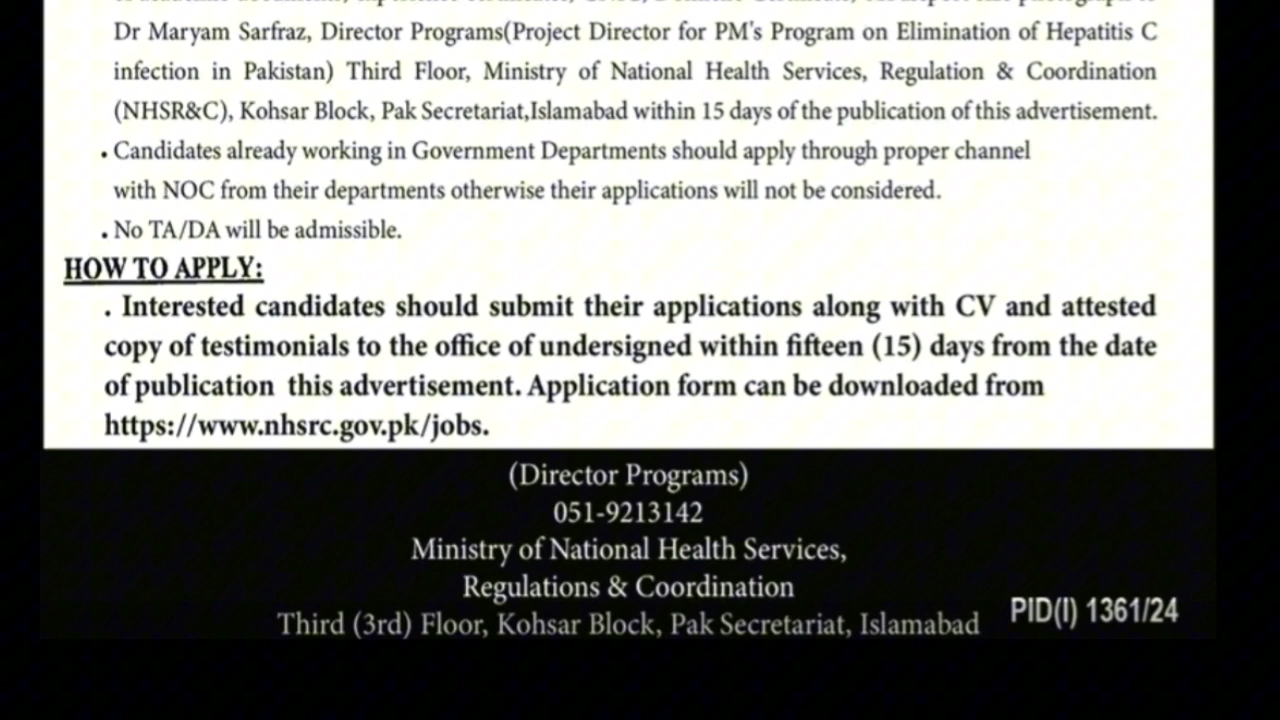 Dr Maryam Sarfraz, Director Programs(Project Director for PM's Program on Elimination of Hepatitis C
infection in Pakistan) Third Floor, Ministry of National Health Services, Regulation & Coordination
(NHSR&C), Kohsar Block, Pak Secretariat,Islamabad within 15 days of the publication of this advertisement.
. Candidates already working in Government Departments should apply through proper channel
with NOC from their departments otherwise their applications will not be considered.
. No TA/DA will be admissible.
HOW TO APPLY:
. Interested candidates should submit their applications along with CV and attested
copy of testimonials to the office of undersigned within fifteen (15) days from the date
of publication this advertisement. Application form can be downloaded from
https://www.nhsrc.gov.pk/jobs.
(Director Programs)
051-9213142
Ministry of National Health Services,
Regulations & Coordination
Third (3rd) Floor, Kohsar Block, Pak Secretariat, Islamabad
PID(I) 1361/24